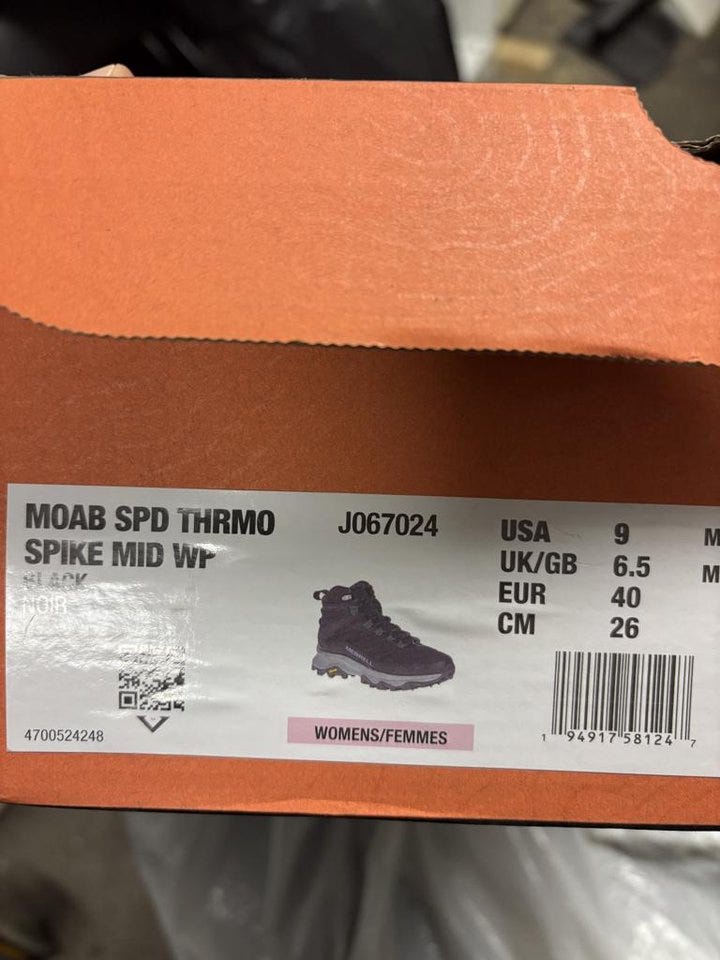 MOAB SPD THRMO
SPIKE MID WP
BLACK
NOIR
4700524248
J067024
MERRELL
WOMENS/FEMMES
USA 9 M
UK/GB 6.5 M
EUR 40
CM 26
1 94917 58124 7